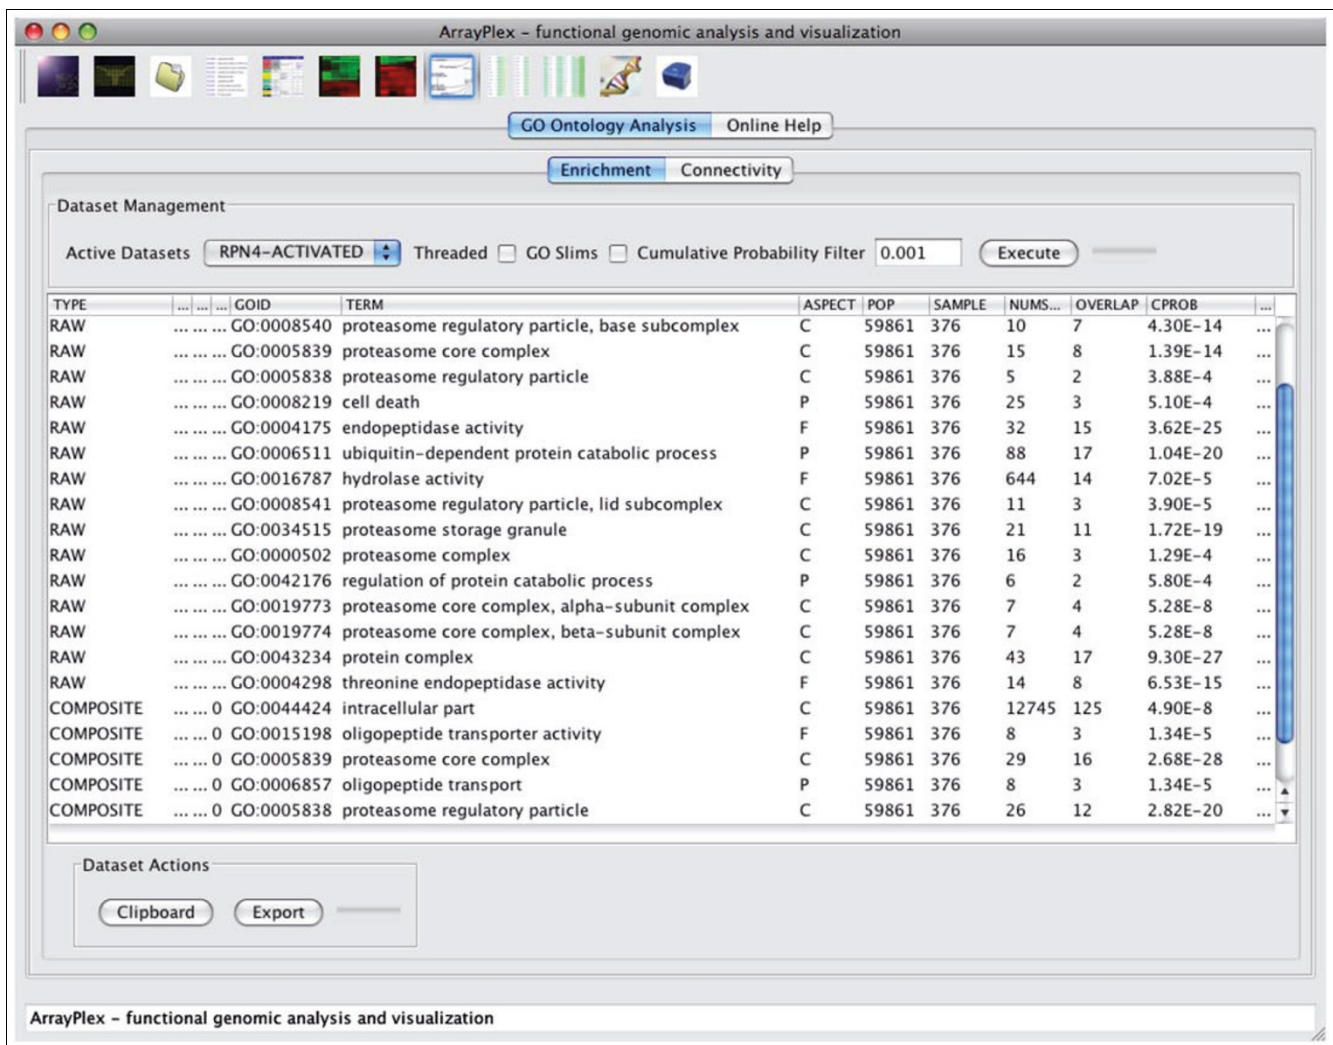 ArrayPlex – functional genomic analysis and visualization
GO Ontology Analysis Online Help
Enrichment Connectivity
Dataset Management
Active Datasets RPN4-ACTIVATED Threaded GO Slims Cumulative Probability Filter 0.001 Execute
TYPE ... ... ... GOID TERM ASPECT POP SAMPLE NUMS... OVERLAP CPROB ...
RAW ... ... ... GO:0008540 proteasome regulatory particle, base subcomplex C 59861 376 10 7 4.30E-14 ...
RAW ... ... ... GO:0005839 proteasome core complex C 59861 376 15 8 1.39E-14 ...
RAW ... ... ... GO:0005838 proteasome regulatory particle C 59861 376 5 2 3.88E-4 ...
RAW ... ... ... GO:0008219 cell death P 59861 376 25 3 5.10E-4 ...
RAW ... ... ... GO:0004175 endopeptidase activity F 59861 376 32 15 3.62E-25 ...
RAW ... ... ... GO:0006511 ubiquitin-dependent protein catabolic process P 59861 376 88 17 1.04E-20 ...
RAW ... ... ... GO:0016787 hydrolase activity F 59861 376 644 14 7.02E-5 ...
RAW ... ... ... GO:0008541 proteasome regulatory particle, lid subcomplex C 59861 376 11 3 3.90E-5 ...
RAW ... ... ... GO:0034515 proteasome storage granule C 59861 376 21 11 1.72E-19 ...
RAW ... ... ... GO:0000502 proteasome complex C 59861 376 16 3 1.29E-4 ...
RAW ... ... ... GO:0042176 regulation of protein catabolic process P 59861 376 6 2 5.80E-4 ...
RAW ... ... ... GO:0019773 proteasome core complex, alpha-subunit complex C 59861 376 7 4 5.28E-8 ...
RAW ... ... ... GO:0019774 proteasome core complex, beta-subunit complex C 59861 376 7 4 5.28E-8 ...
RAW ... ... ... GO:0043234 protein complex C 59861 376 43 17 9.30E-27 ...
RAW ... ... ... GO:0004298 threonine endopeptidase activity F 59861 376 14 8 6.53E-15 ...
COMPOSITE ... ... 0 GO:0044424 intracellular part C 59861 376 12745 125 4.90E-8 ...
COMPOSITE ... ... 0 GO:0015198 oligopeptide transporter activity F 59861 376 8 3 1.34E-5 ...
COMPOSITE ... ... 0 GO:0005839 proteasome core complex C 59861 376 29 16 2.68E-28 ...
COMPOSITE ... ... 0 GO:0006857 oligopeptide transport P 59861 376 8 3 1.34E-5 ...
COMPOSITE ... ... 0 GO:0005838 proteasome regulatory particle C 59861 376 26 12 2.82E-20 ...
Dataset Actions
Clipboard Export
ArrayPlex – functional genomic analysis and visualization